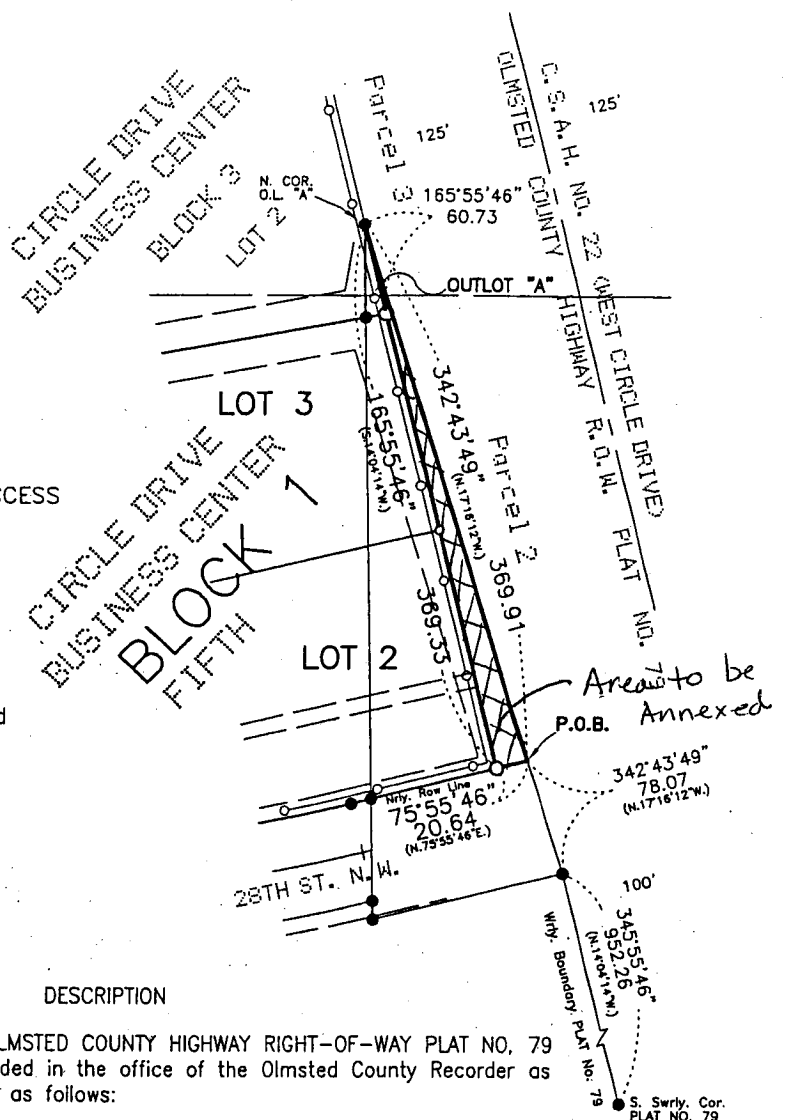 CIRCLE DRIVE
BUSINESS CENTER
BLOCK 3
LOT 2
N. COR.
O.L. "A"
Parcel 3
125'
165°55'46"
60.73
OUTLOT "A"
C. S. A. H. NO. 22 (WEST CIRCLE DRIVE)
OLMSTED COUNTY HIGHWAY R.O.W. PLAT NO. 79
125'
LOT 3
165°55'46"
(S.14°04'14"W.)
342°43'49"
(N.17°16'12"W.)
Parcel 2
369.91
369.33
CCESS
CIRCLE DRIVE
BUSINESS CENTER
BLOCK 1
FIFTH
LOT 2
d
Area to be
Annexed
P.O.B.
342°43'49"
78.07
(N.17°16'12"W.)
Nrly. Row Line
75°55'46"
20.64
(N.75°55'46"E.)
28TH ST. N.W.
100'
345°55'46"
952.26
(N.14°04'14"W.)
Wrly. Boundary PLAT No. 79
S. Swrly. Cor.
PLAT NO. 79
DESCRIPTION
LMSTED COUNTY HIGHWAY RIGHT-OF-WAY PLAT NO, 79
ded in the office of the Olmsted County Recorder as
as follows: